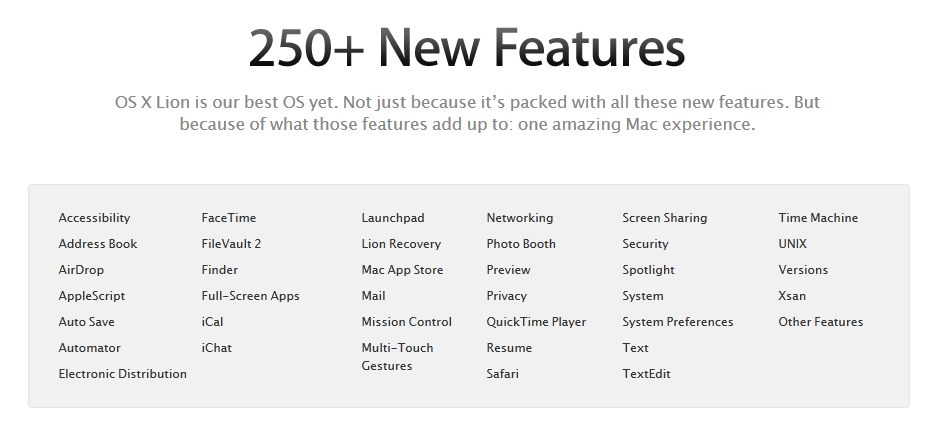 250+ New Features
OS X Lion is our best OS yet. Not just because it's packed with all these new features. But
because of what those features add up to: one amazing Mac experience.
Accessibility
Address Book
AirDrop
AppleScript
Auto Save
Automator
Electronic Distribution
FaceTime
FileVault 2
Finder
Full-Screen Apps
iCal
iChat
Launchpad
Lion Recovery
Mac App Store
Mail
Mission Control
Multi-Touch
Gestures
Networking
Photo Booth
Preview
Privacy
QuickTime Player
Resume
Safari
Screen Sharing
Security
Spotlight
System
System Preferences
Text
TextEdit
Time Machine
UNIX
Versions
Xsan
Other Features